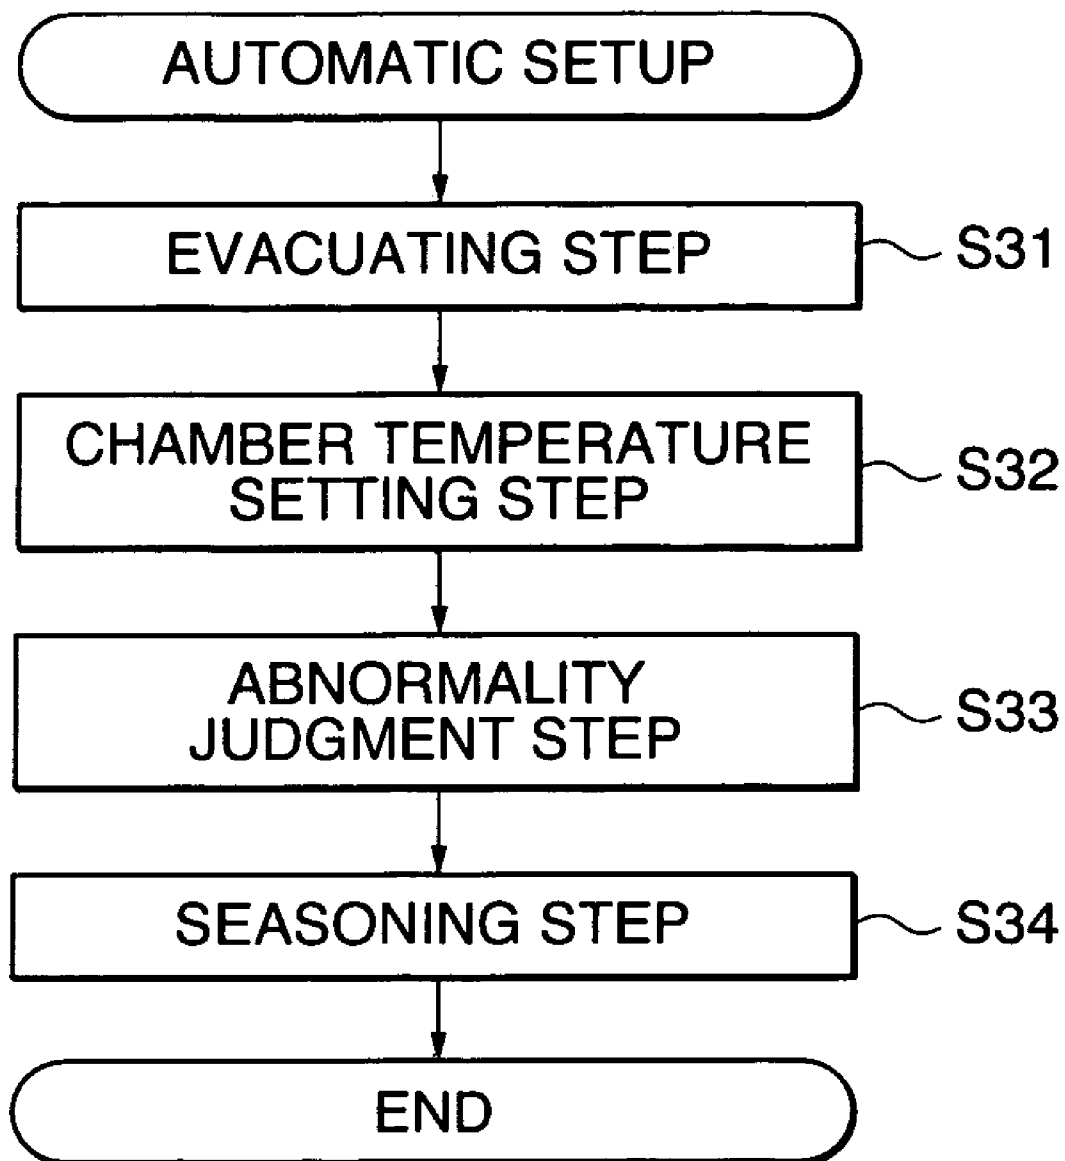 AUTOMATIC SETUP
EVACUATING STEP
S31
CHAMBER TEMPERATURE
SETTING STEP
S32
ABNORMALITY
JUDGMENT STEP
S33
SEASONING STEP
S34
END